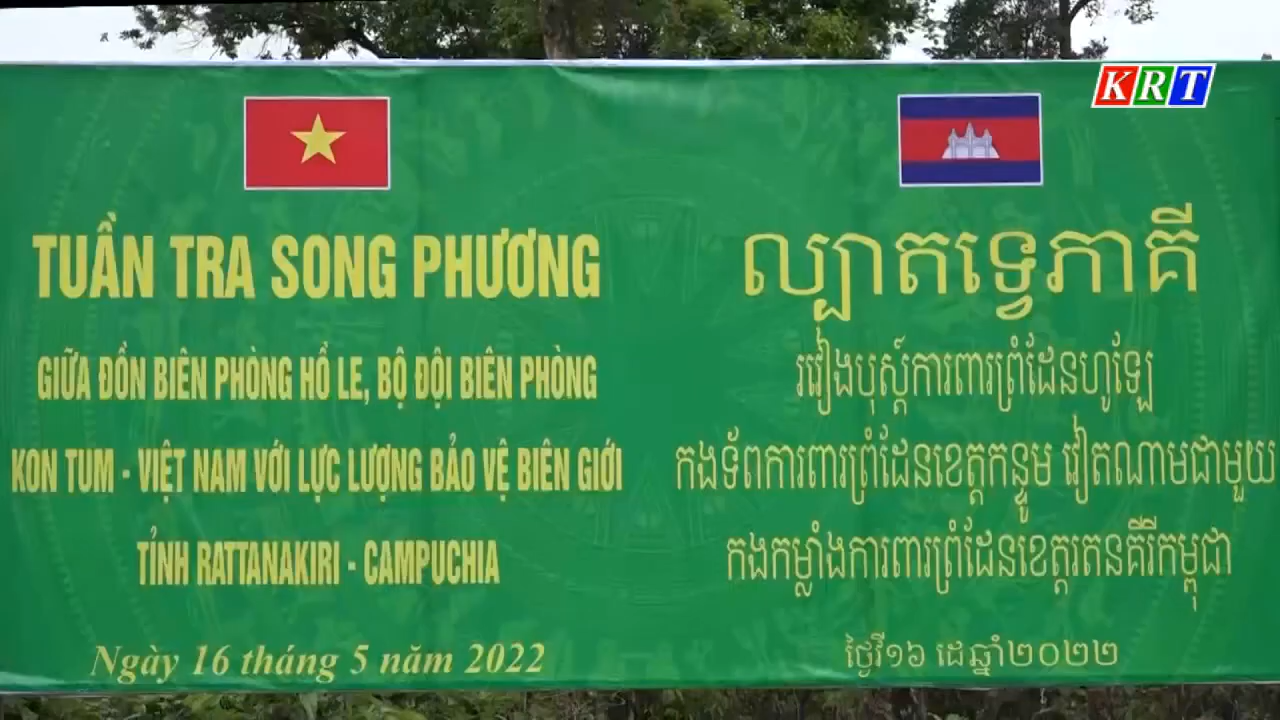 KRT
TUẦN TRA SONG PHƯƠNG
GIỮA ĐỒN BIÊN PHÒNG HỒ LE, BỘ ĐỘI BIÊN PHÒNG
KON TUM - VIỆT NAM VỚI LỰC LƯỢNG BẢO VỆ BIÊN GIỚI
TỈNH RATTANAKIRI - CAMPUCHIA
Ngày 16 tháng 5 năm 2022
ល្បាតទ្វេភាគី
រវៀងបុស្ដ៍ការពារព្រំដែនហូឡែ
កងទ័ពការពារព្រំដែនខេត្តកន្ទូម វៀតណាមជាមួយ
កងកម្លាំងការពារព្រំដែនខេត្តរតនគីរីកម្ពុជា
ថ្ងៃវី១៦ ដេ ឆ្នាំ២០២២